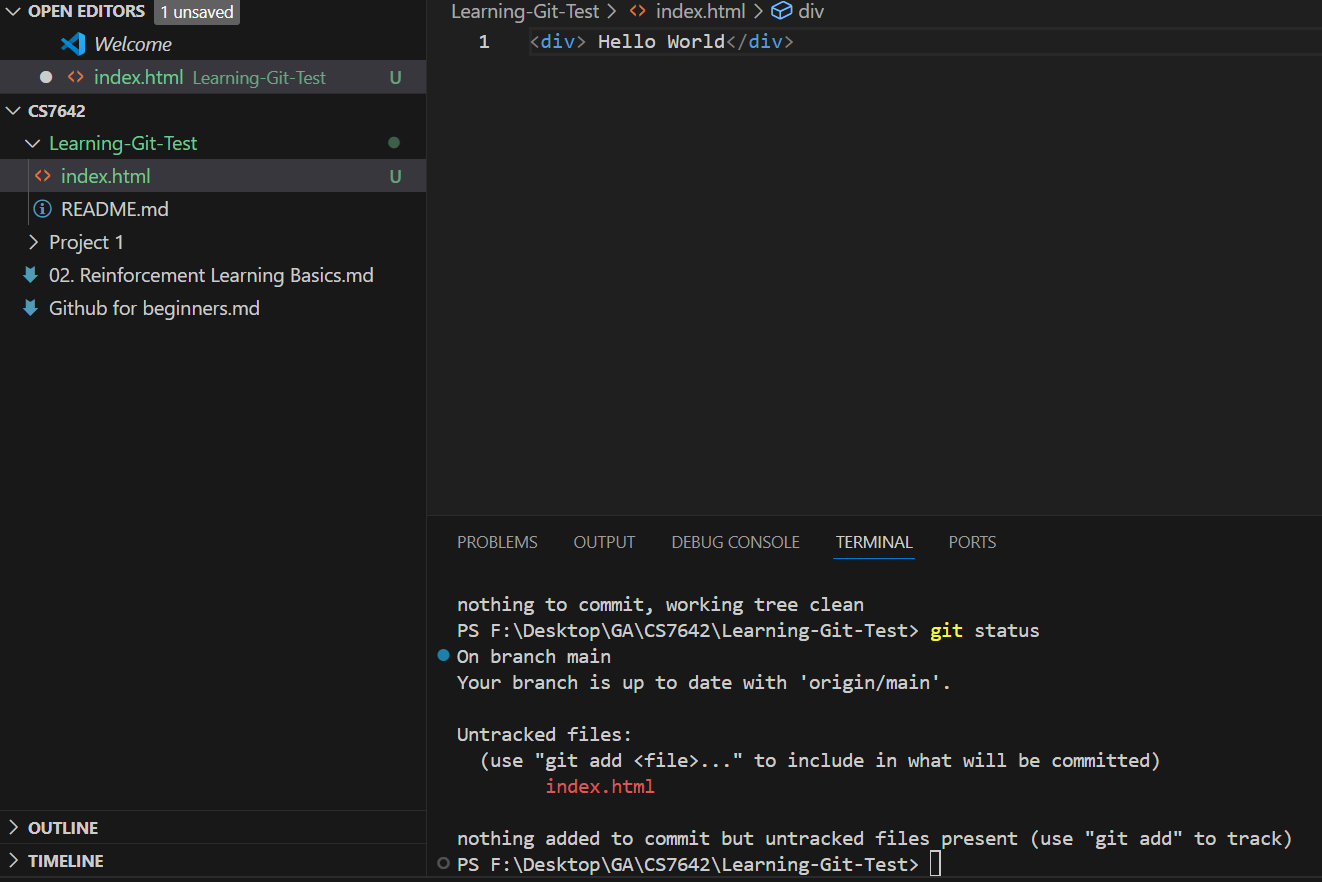 OPEN EDITORS 1 unsaved
Welcome
index.html Learning-Git-Test U
CS7642
Learning-Git-Test
index.html U
README.md
Project 1
02. Reinforcement Learning Basics.md
Github for beginners.md
OUTLINE
TIMELINE
Learning-Git-Test > <> index.html > div
1 <div> Hello World</div>
PROBLEMS OUTPUT DEBUG CONSOLE TERMINAL PORTS
nothing to commit, working tree clean
PS F:\Desktop\GA\CS7642\Learning-Git-Test> git status
On branch main
Your branch is up to date with 'origin/main'.
Untracked files:
(use "git add <file>..." to include in what will be committed)
index.html
nothing added to commit but untracked files present (use "git add" to track)
PS F:\Desktop\GA\CS7642\Learning-Git-Test>